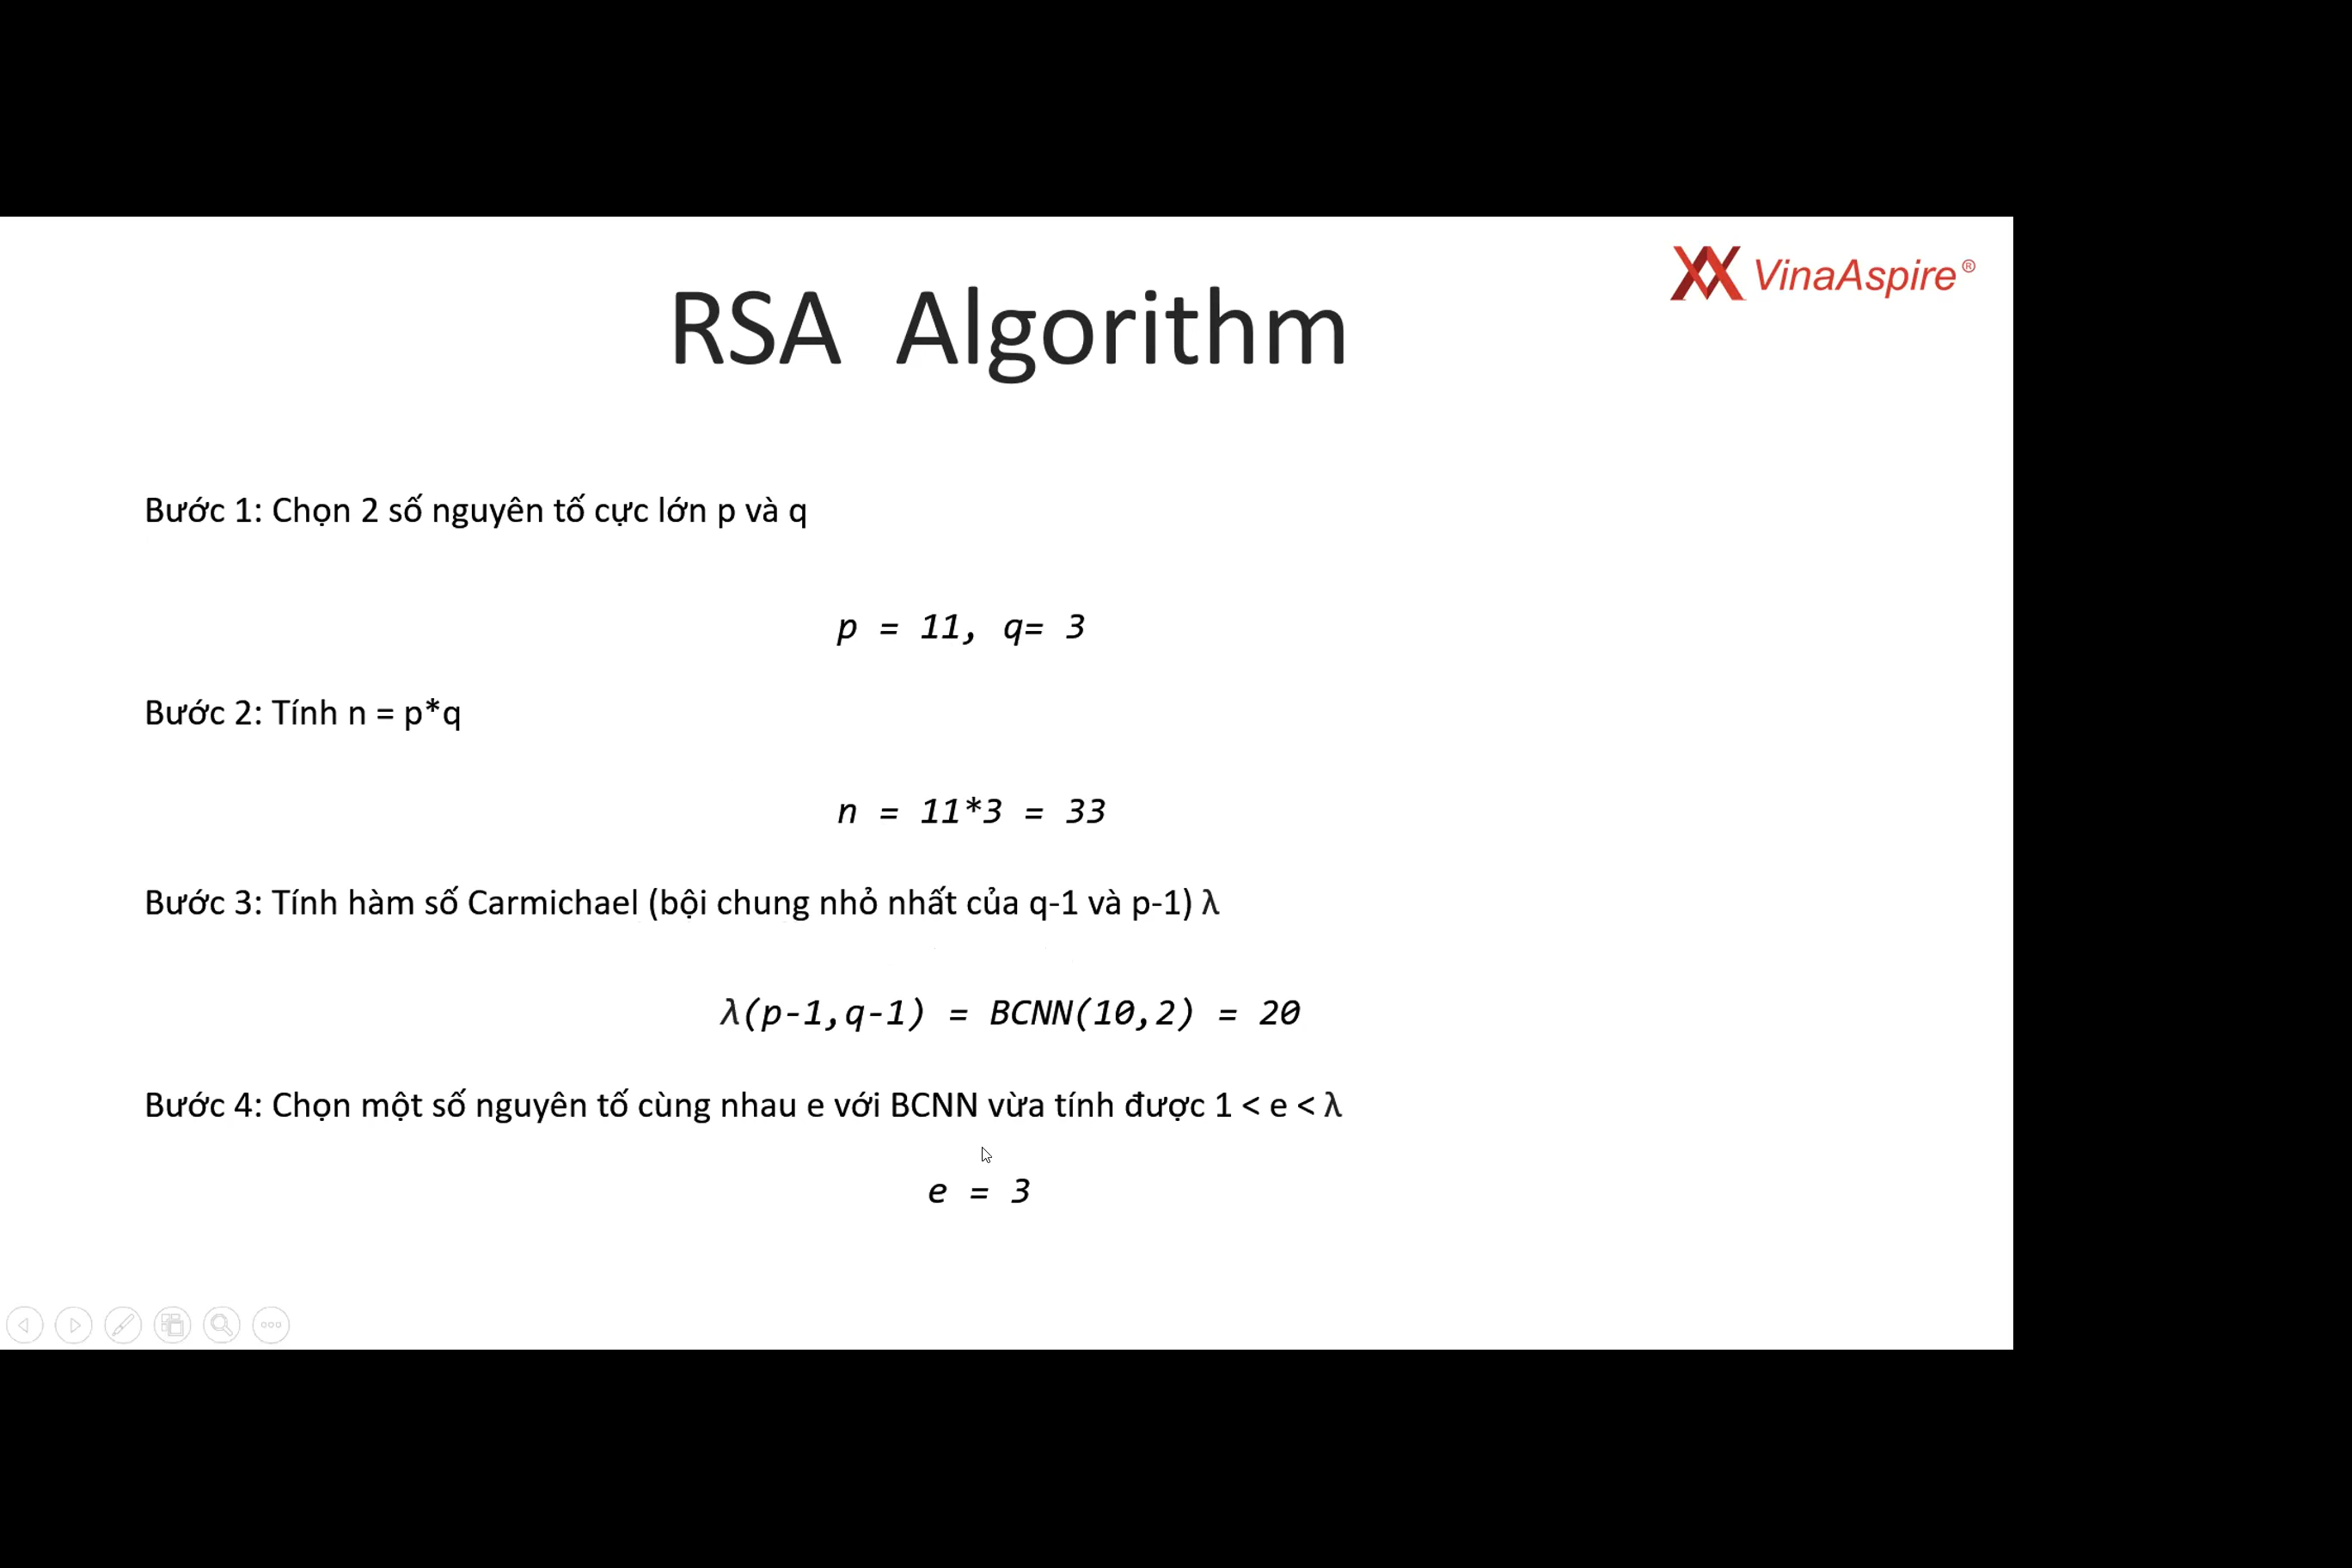 VinaAspire®
RSA Algorithm
Bước 1: Chọn 2 số nguyên tố cực lớn p và q
p = 11, q= 3
Bước 2: Tính n = p*q
n = 11*3 = 33
Bước 3: Tính hàm số Carmichael (bội chung nhỏ nhất của q-1 và p-1) λ
λ(p-1,q-1) = BCNN(10,2) = 20
Bước 4: Chọn một số nguyên tố cùng nhau e với BCNN vừa tính được 1 < e < λ
e = 3